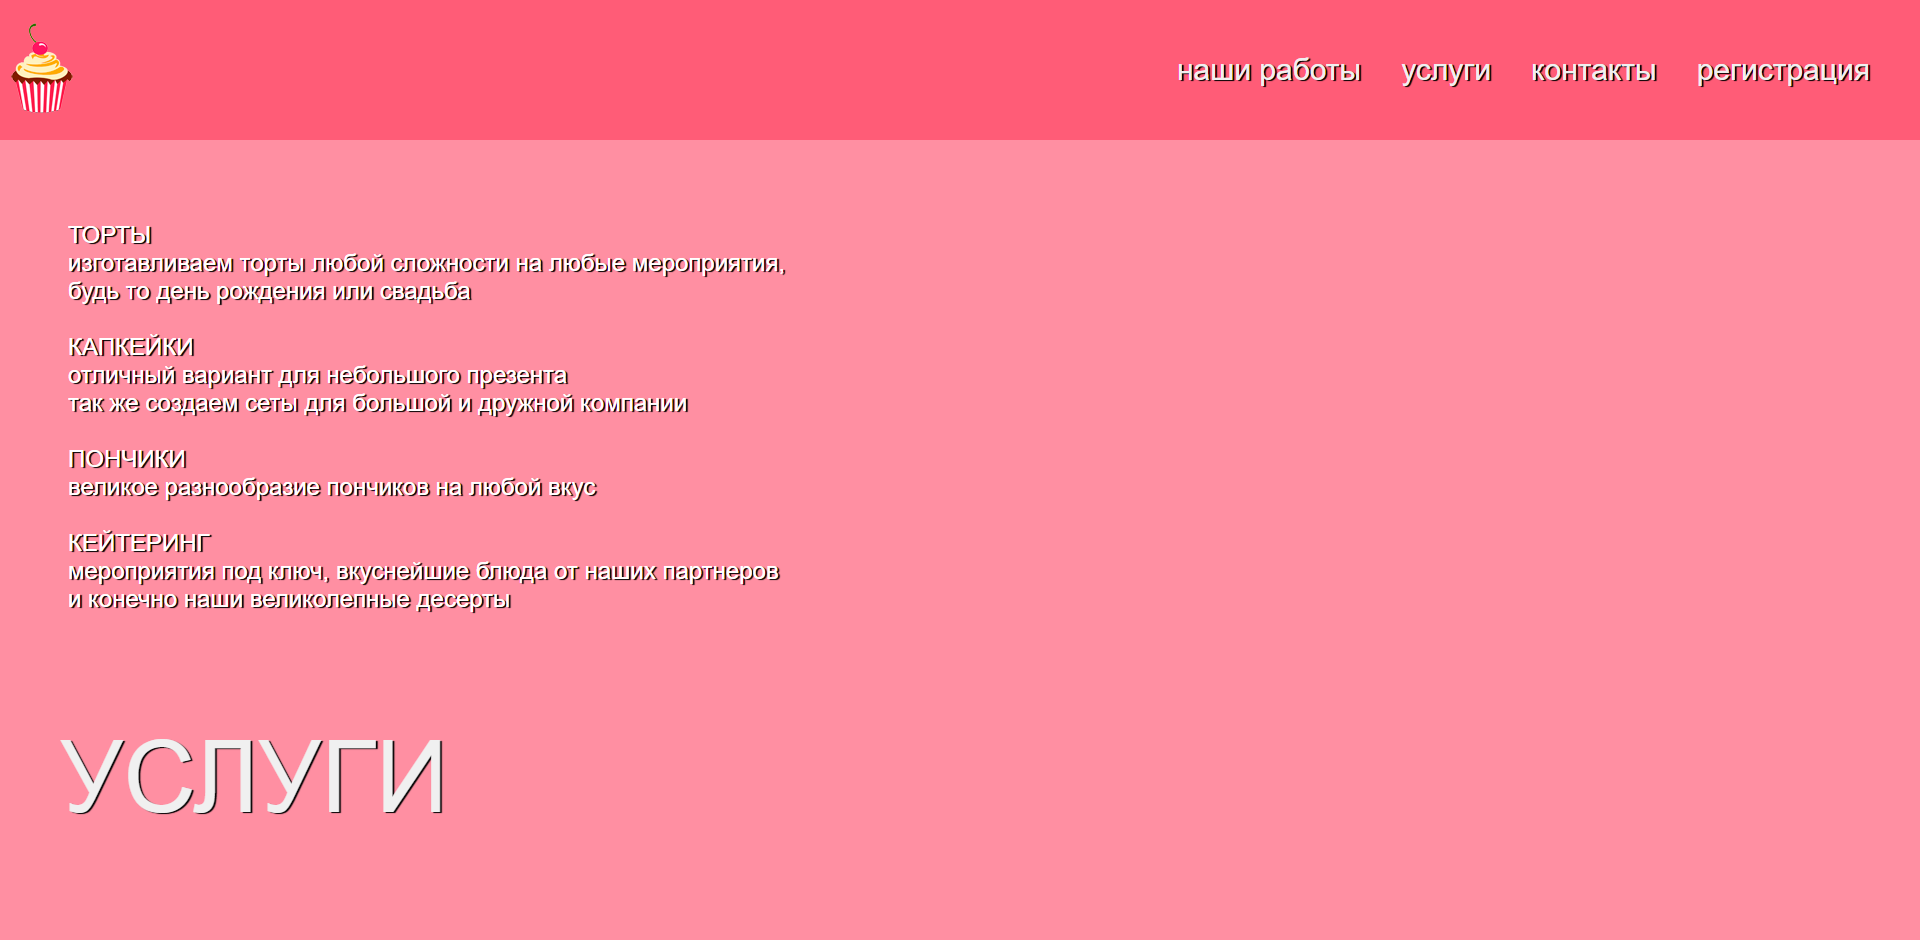 наши работы услуги контакты регистрация
ТОРТЫ
изготавливаем торты любой сложности на любые мероприятия,
будь то день рождения или свадьба
КАПКЕЙКИ
отличный вариант для небольшого презента
так же создаем сеты для большой и дружной компании
ПОНЧИКИ
великое разнообразие пончиков на любой вкус
КЕЙТЕРИНГ
мероприятия под ключ, вкуснейшие блюда от наших партнеров
и конечно наши великолепные десерты
УСЛУГИ